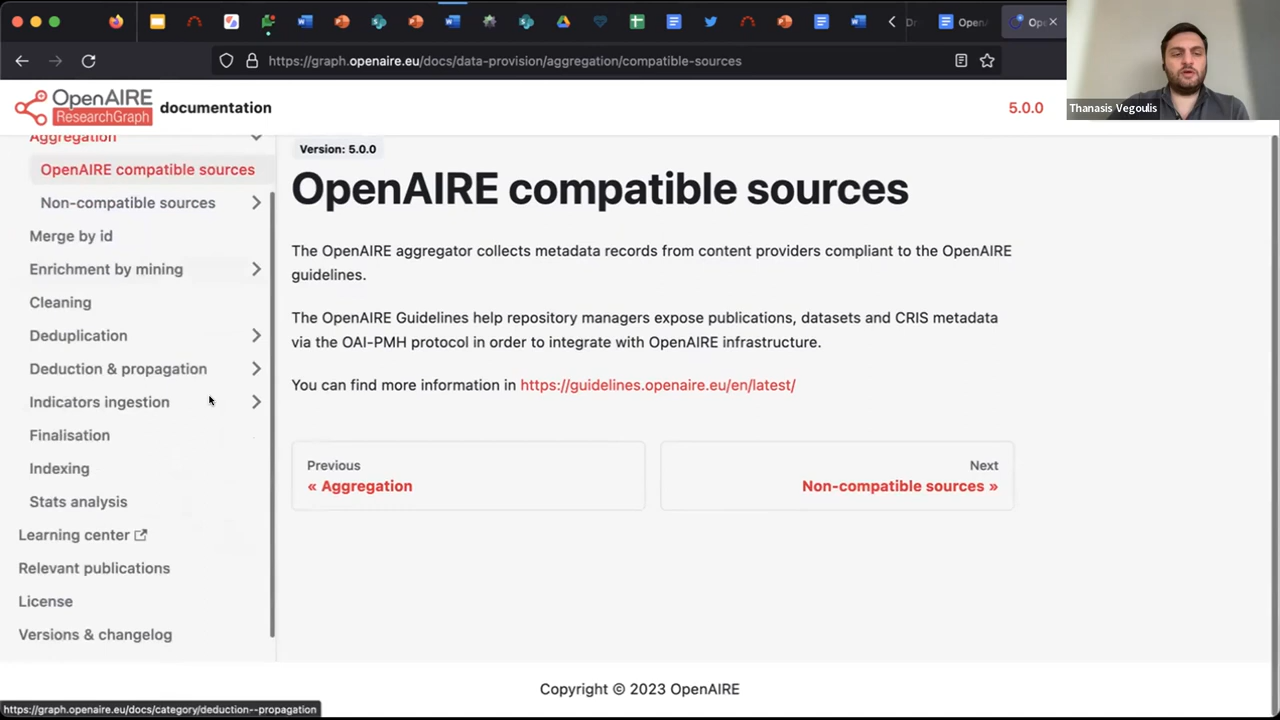 OpenAI
Ope
https://graph.openaire.eu/docs/data-provision/aggregation/compatible-sources
Thanasis Vegoulis
OpenAIRE
ResearchGraph
documentation
5.0.0
Aggregation
OpenAIRE compatible sources
Non-compatible sources
Merge by id
Enrichment by mining
Cleaning
Deduplication
Deduction & propagation
Indicators ingestion
Finalisation
Indexing
Stats analysis
Learning center
Relevant publications
License
Versions & changelog
Version: 5.0.0
OpenAIRE compatible sources
The OpenAIRE aggregator collects metadata records from content providers compliant to the OpenAIRE
guidelines.
The OpenAIRE Guidelines help repository managers expose publications, datasets and CRIS metadata
via the OAI-PMH protocol in order to integrate with OpenAIRE infrastructure.
You can find more information in https://guidelines.openaire.eu/en/latest/
Previous
« Aggregation
Next
Non-compatible sources »
Copyright © 2023 OpenAIRE
https://graph.openaire.eu/docs/category/deduction--propagation